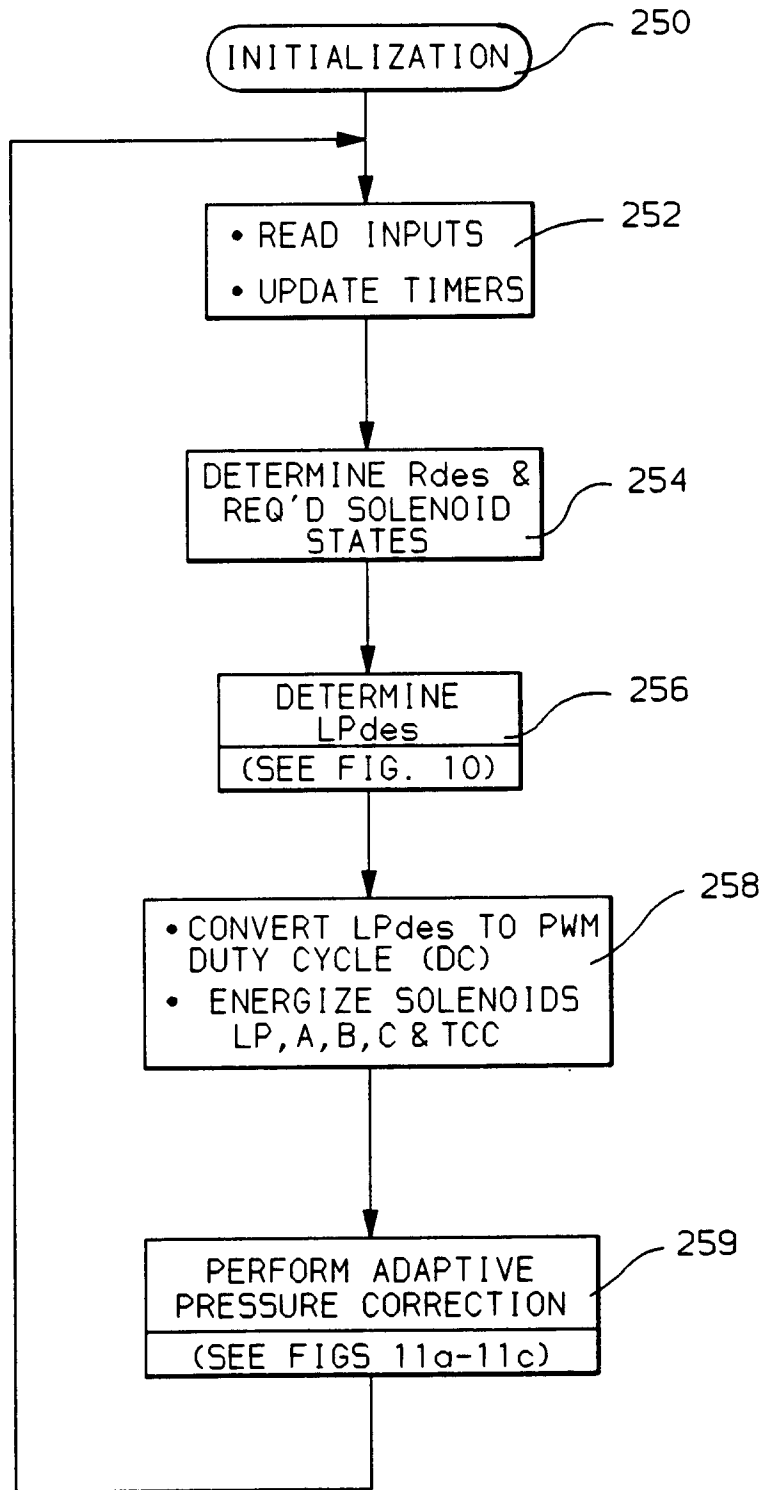 INITIALIZATION
250
• READ INPUTS
• UPDATE TIMERS
252
DETERMINE Rdes &
REQ'D SOLENOID
STATES
254
DETERMINE
LPdes
(SEE FIG. 10)
256
• CONVERT LPdes TO PWM
DUTY CYCLE (DC)
• ENERGIZE SOLENOIDS
LP, A, B, C & TCC
258
PERFORM ADAPTIVE
PRESSURE CORRECTION
(SEE FIGS 11a-11c)
259